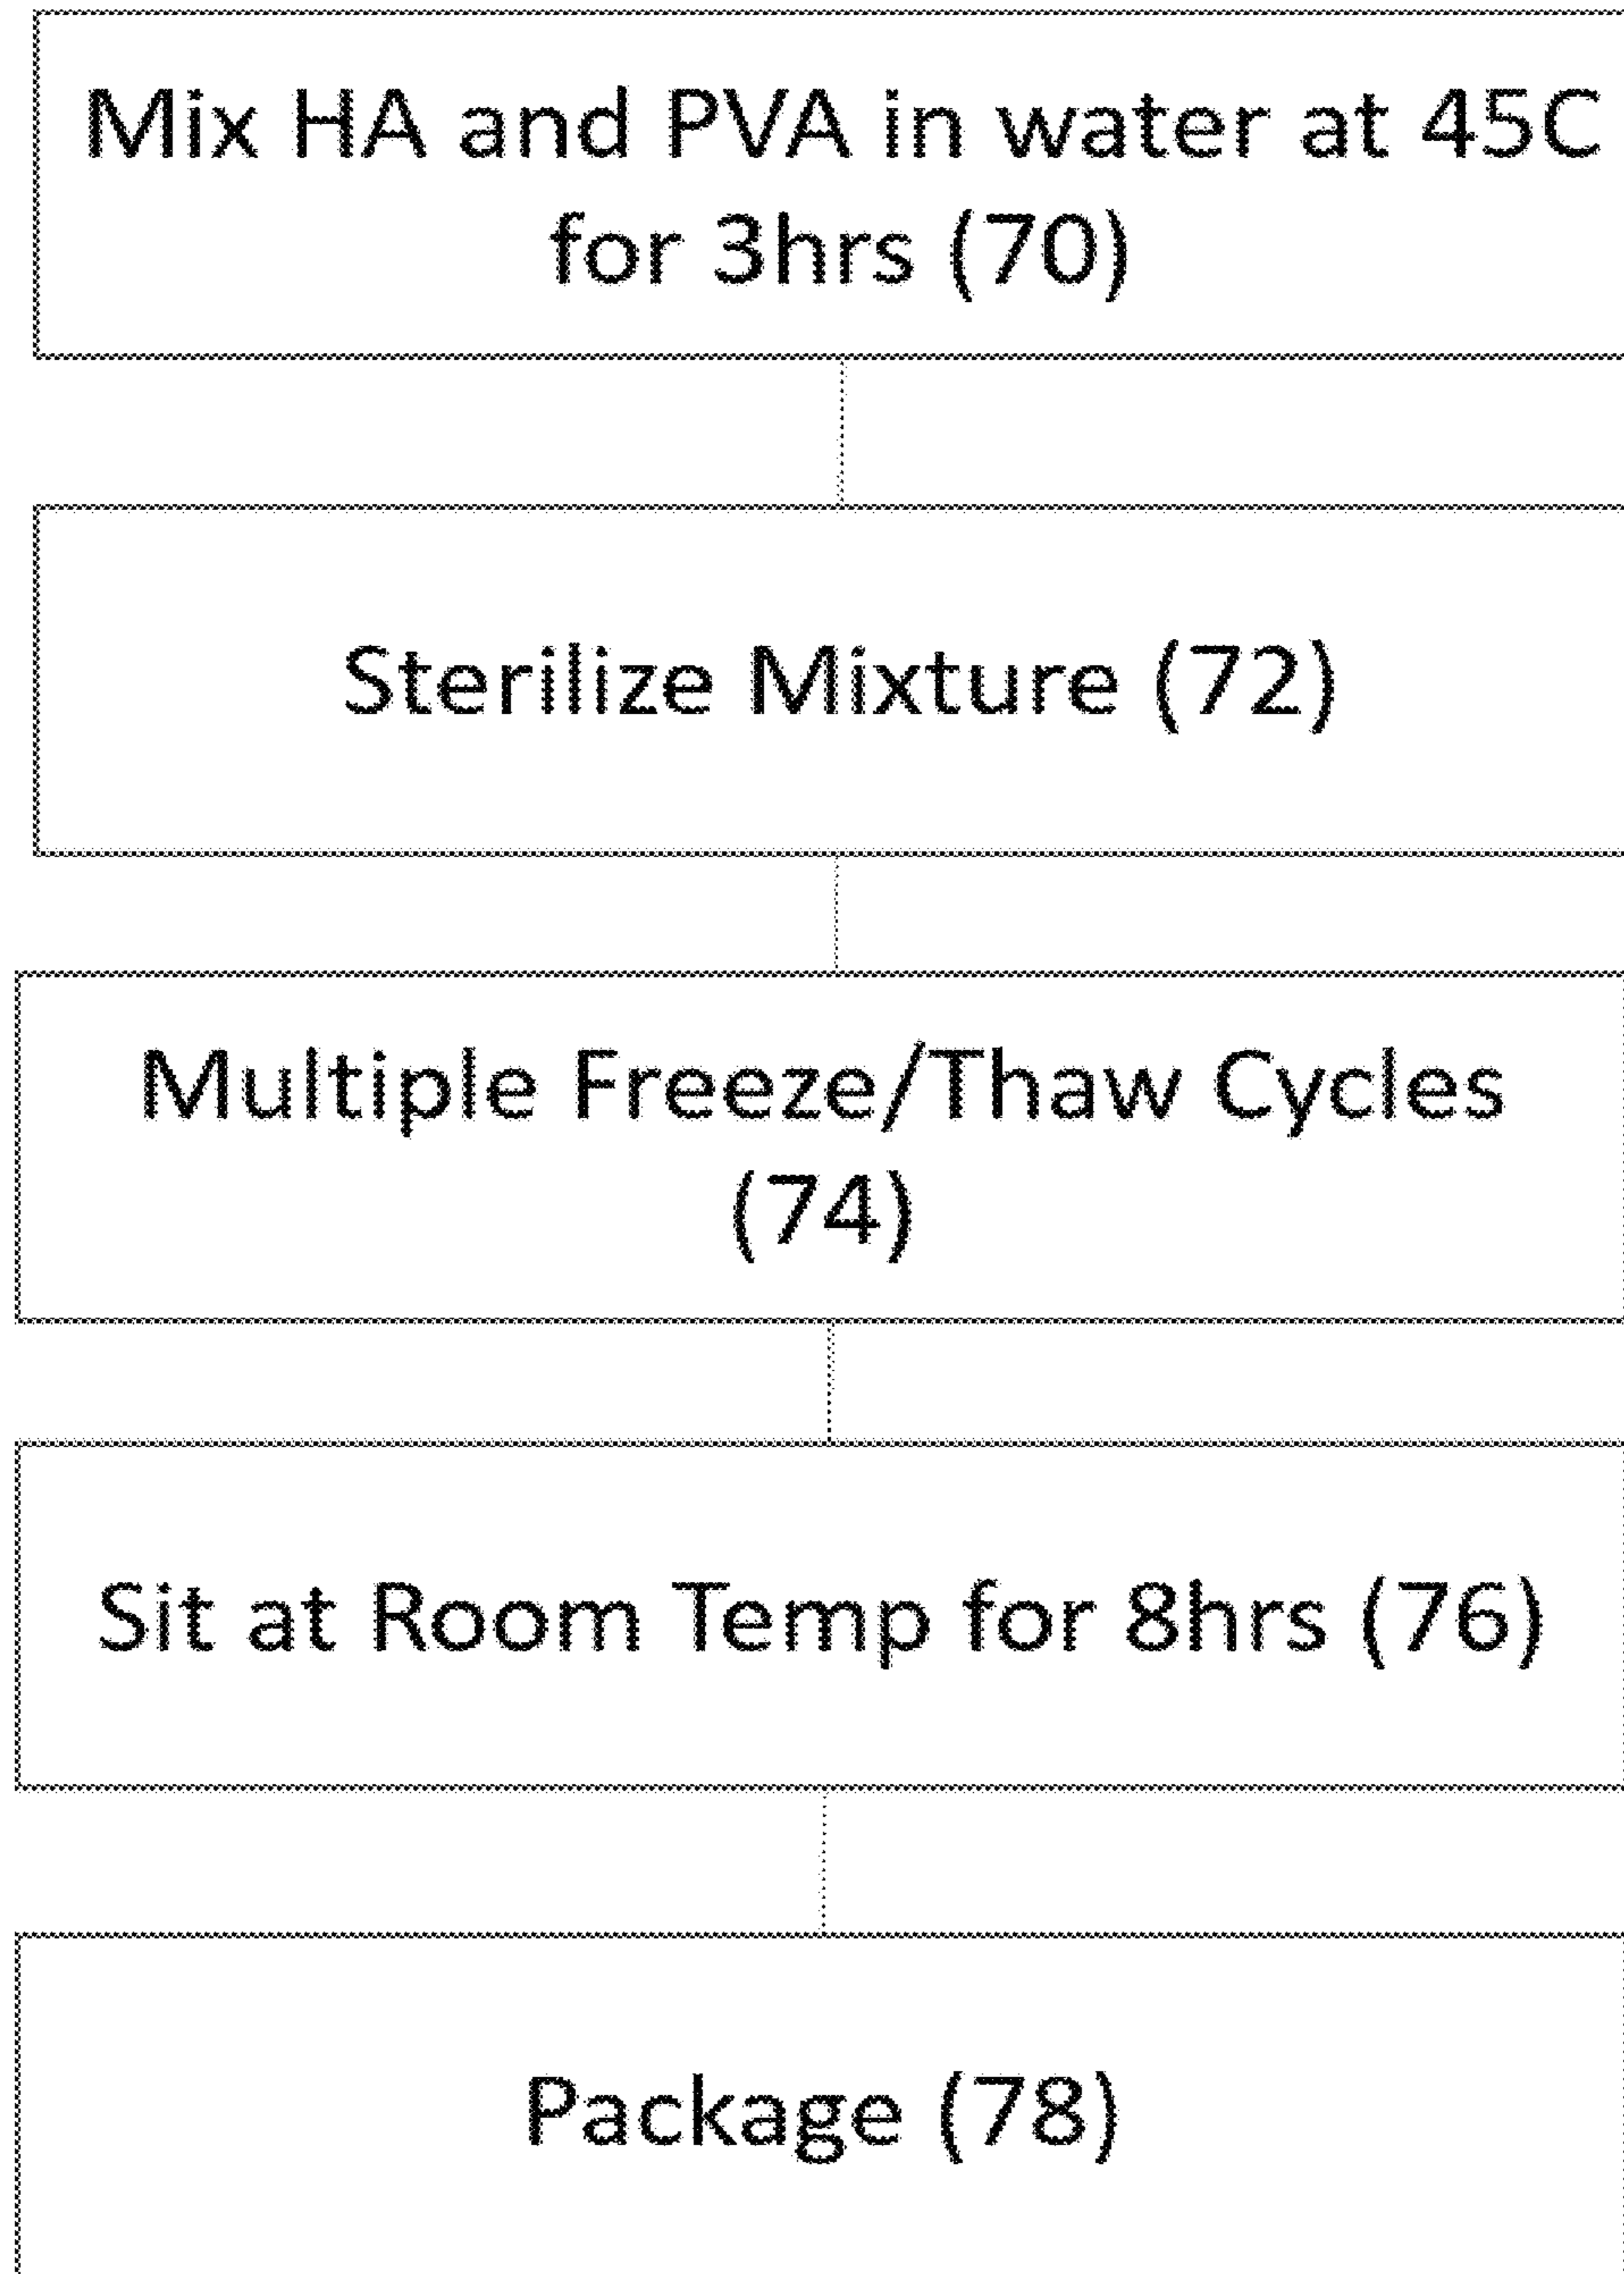 Mix HA and PVA in water at 45C
for 3hrs (70)
Sterilize Mixture (72)
Multiple Freeze/Thaw Cycles
(74)
Sit at Room Temp for 8hrs (76)
Package (78)